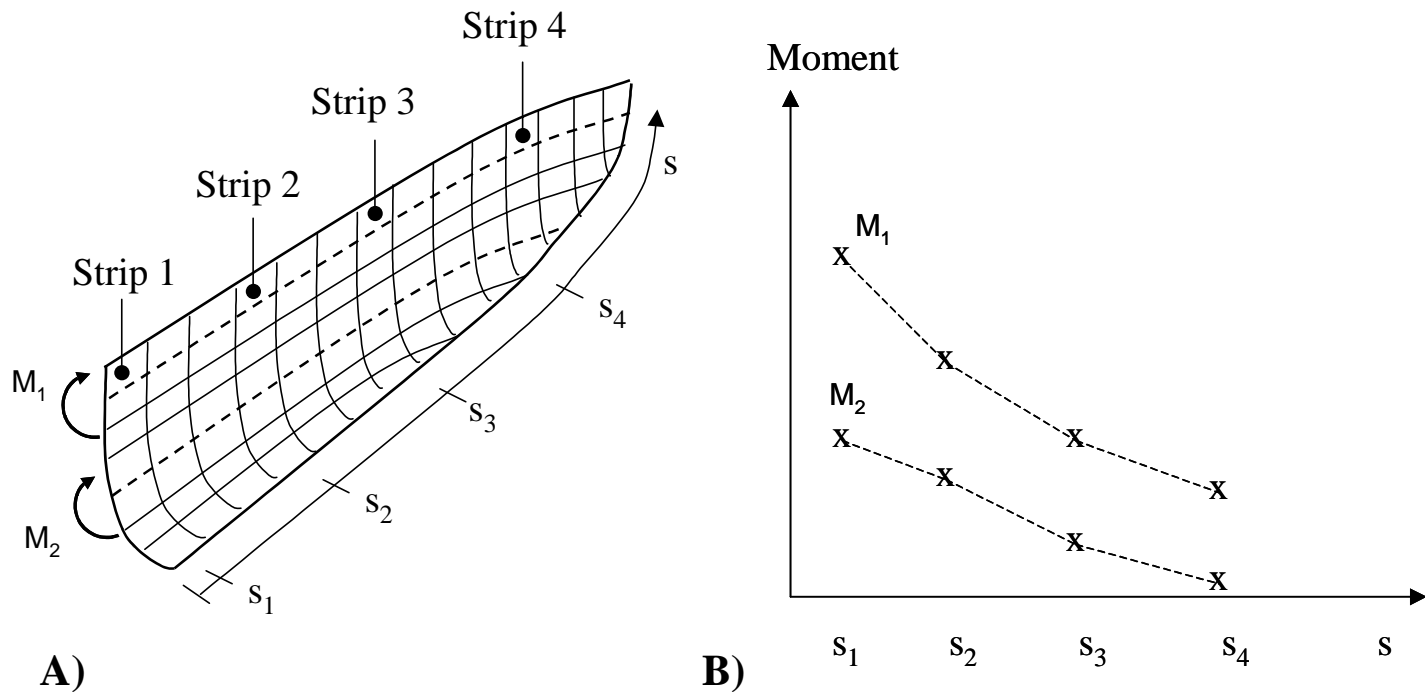 Strip 4
Strip 3
Strip 2
Strip 1
M₁
M₂
s
s₄
s₃
s₂
s₁
A)
Moment
M₁
x
x
x
x
M₂
x
x
x
x
s₁ s₂ s₃ s₄ s
B)